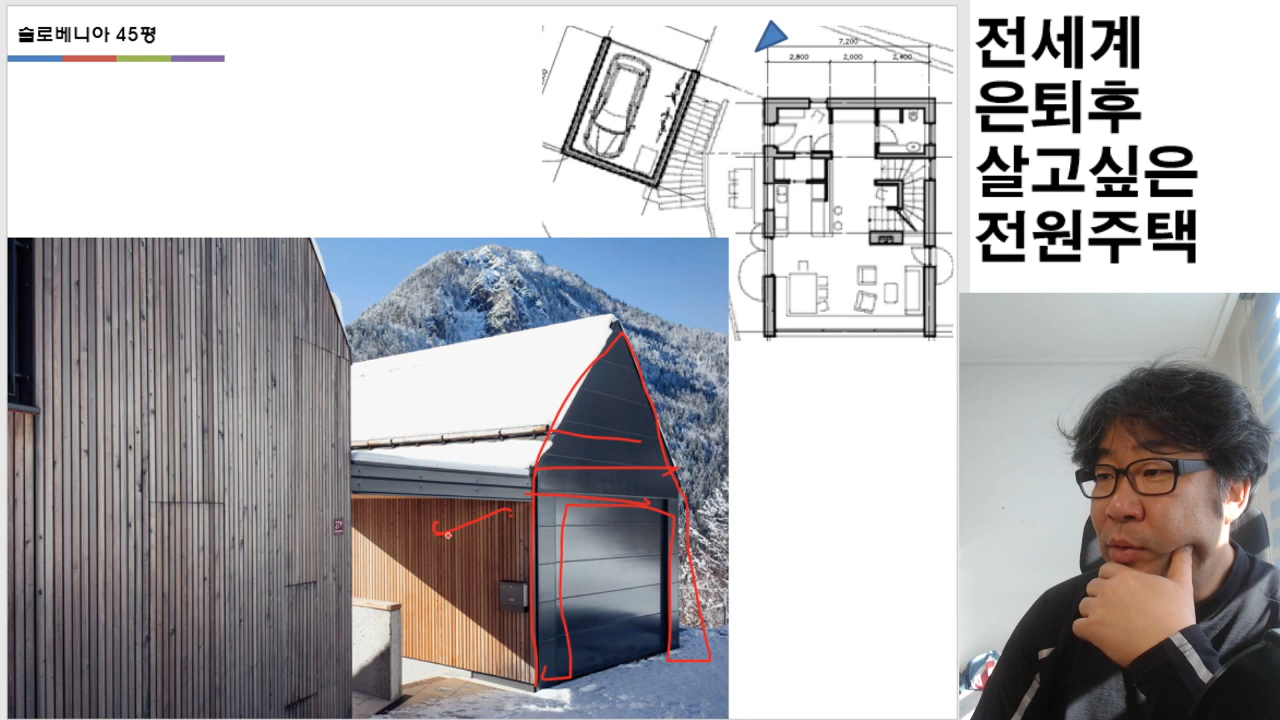 슬로베니아 45평
7,200
2,800
2,000
2,400
전세계
은퇴후
살고싶은
전원주택